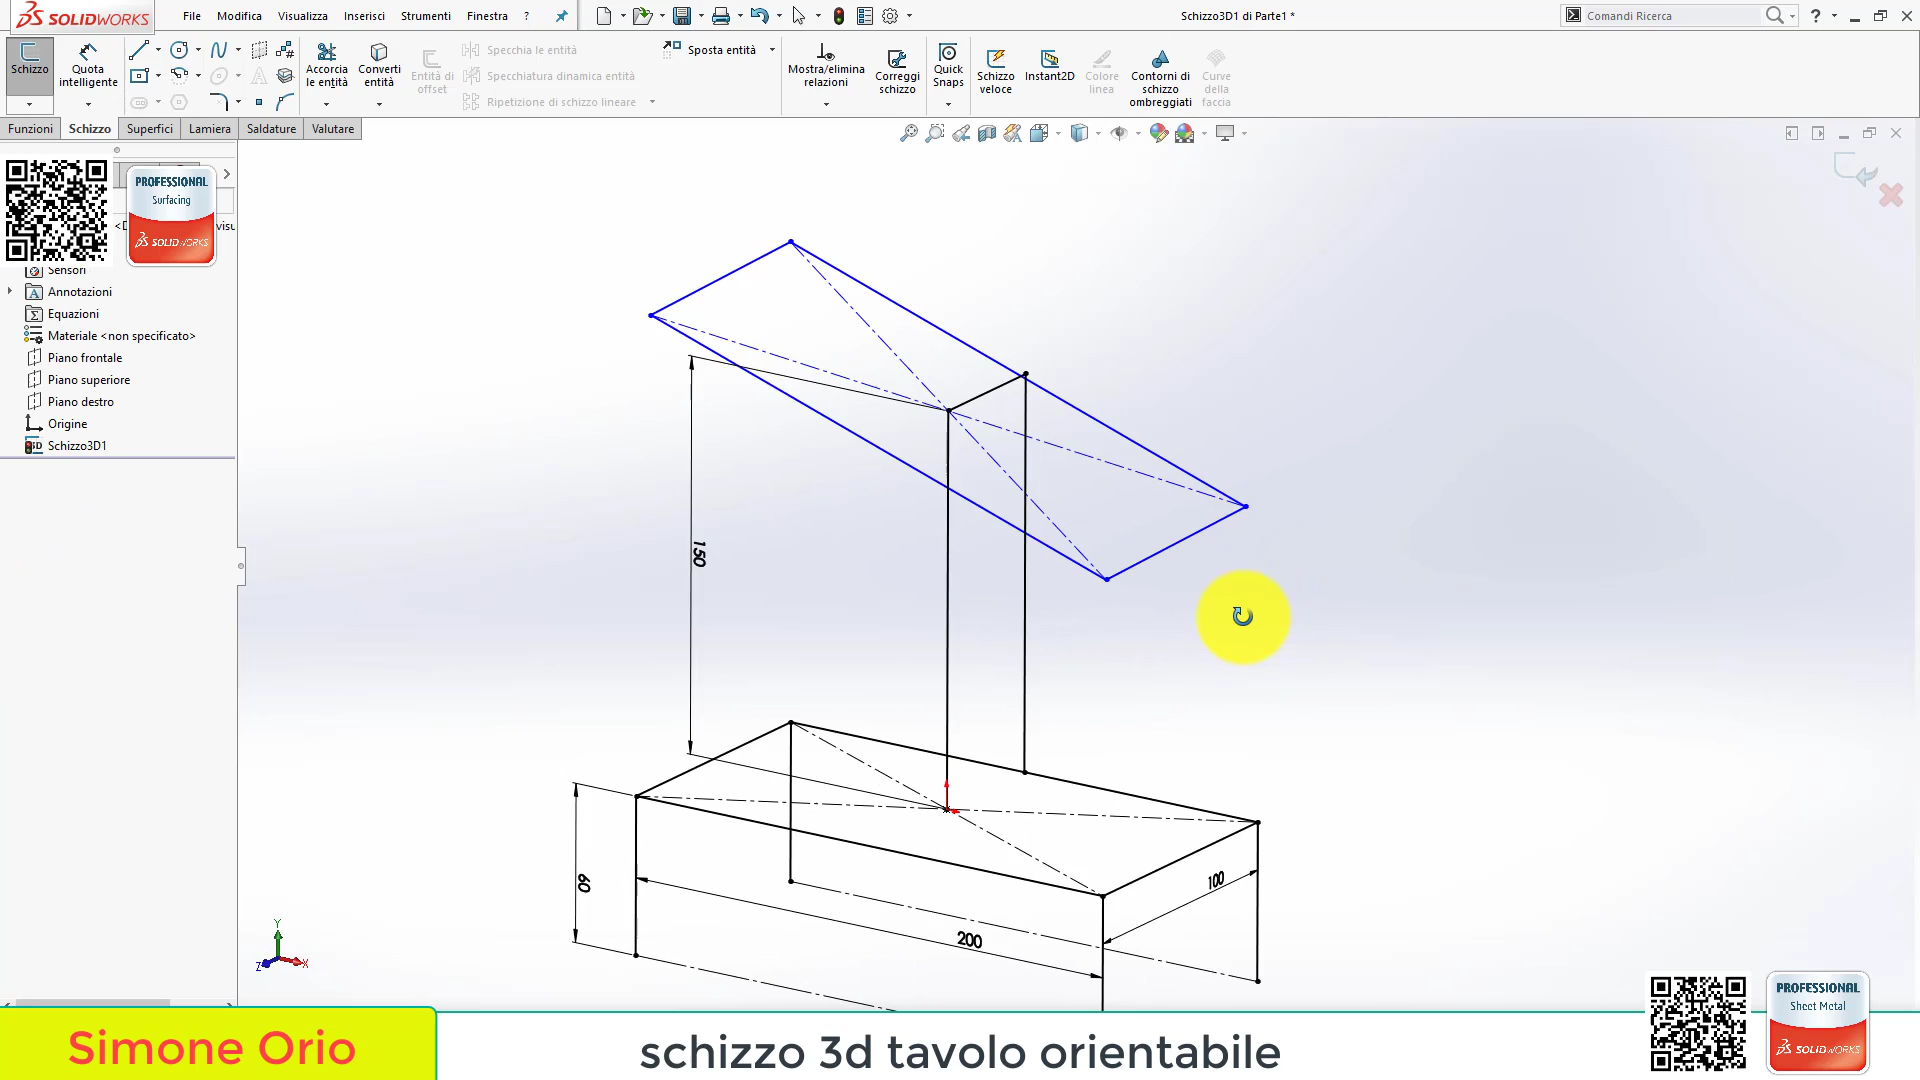 SOLIDWORKS
File Modifica Visualizza Inserisci Strumenti Finestra ?
Schizzo3D1 di Parte1 *
Comandi Ricerca
?
Schizzo
Quota intelligente
Accorcia le entità
Converti entità
Entità di offset
Specchia le entità
Specchiatura dinamica entità
Ripetizione di schizzo lineare
Sposta entità
Mostra/elimina relazioni
Correggi schizzo
Quick Snaps
Schizzo veloce
Instant2D
Colore linea
Contorni di schizzo ombreggiati
Curve della faccia
Funzioni Schizzo Superfici Lamiera Saldature Valutare
PROFESSIONAL
Surfacing
SOLIDWORKS
<D
visu
Sensori
Annotazioni
Equazioni
Materiale <non specificato>
Piano frontale
Piano superiore
Piano destro
Origine
Schizzo3D1
150
60
200
100
Y
Z
X
PROFESSIONAL
Sheet Metal
SOLIDWORKS
Simone Orio
schizzo 3d tavolo orientabile